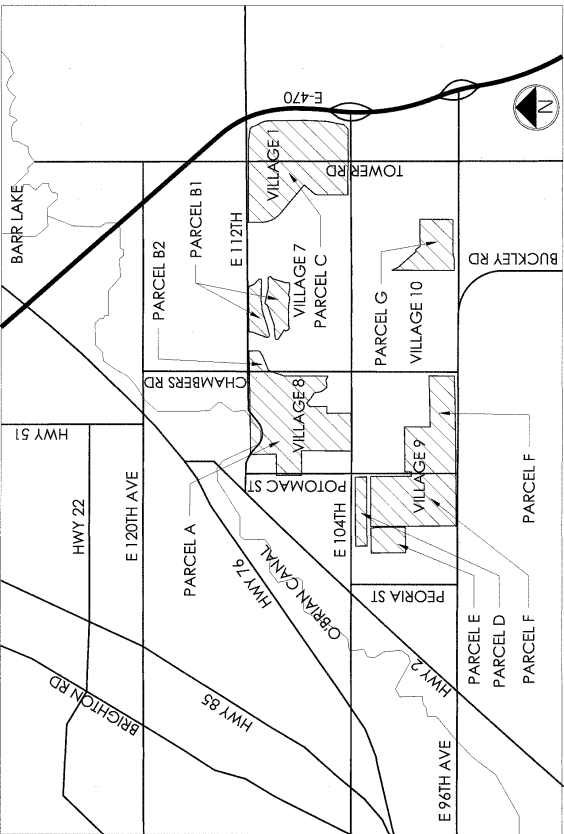 BARR LAKE
E-470
N
TOWER RD
VILLAGE 1
E 112TH
PARCEL B1
PARCEL B2
VILLAGE 7
PARCEL C
BUCKLEY RD
PARCEL G
VILLAGE 10
CHAMBERS RD
VILLAGE 8
HWY 51
HWY 22
E 120TH AVE
PARCEL A
POTOMAC ST
E 104TH
VILLAGE 9
PARCEL F
HWY 76
O'BRIAN CANAL
PEORIA ST
PARCEL E
PARCEL D
PARCEL F
HWY 2
BRIGHTON RD
HWY 85
E 96TH AVE